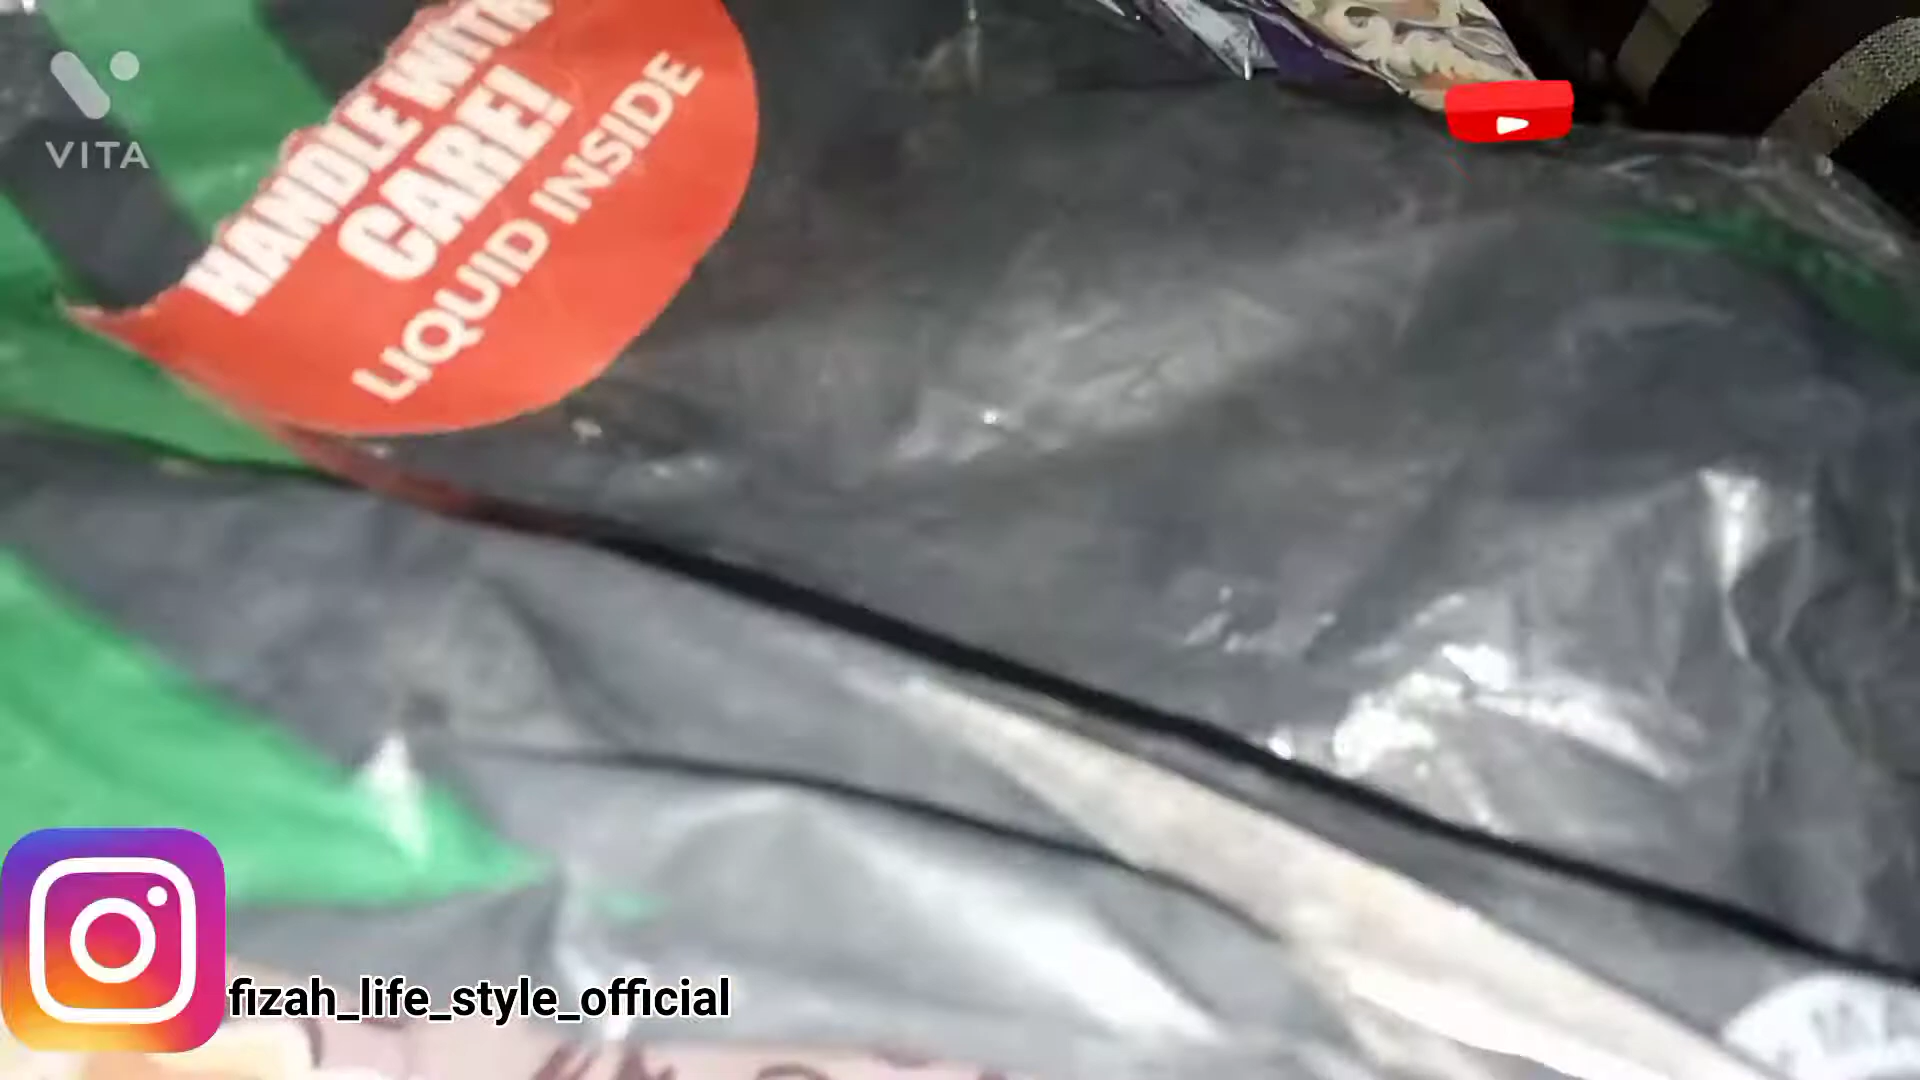 VITA
HANDLE WITH
CARE!
LIQUID INSIDE
fizah_life_style_official